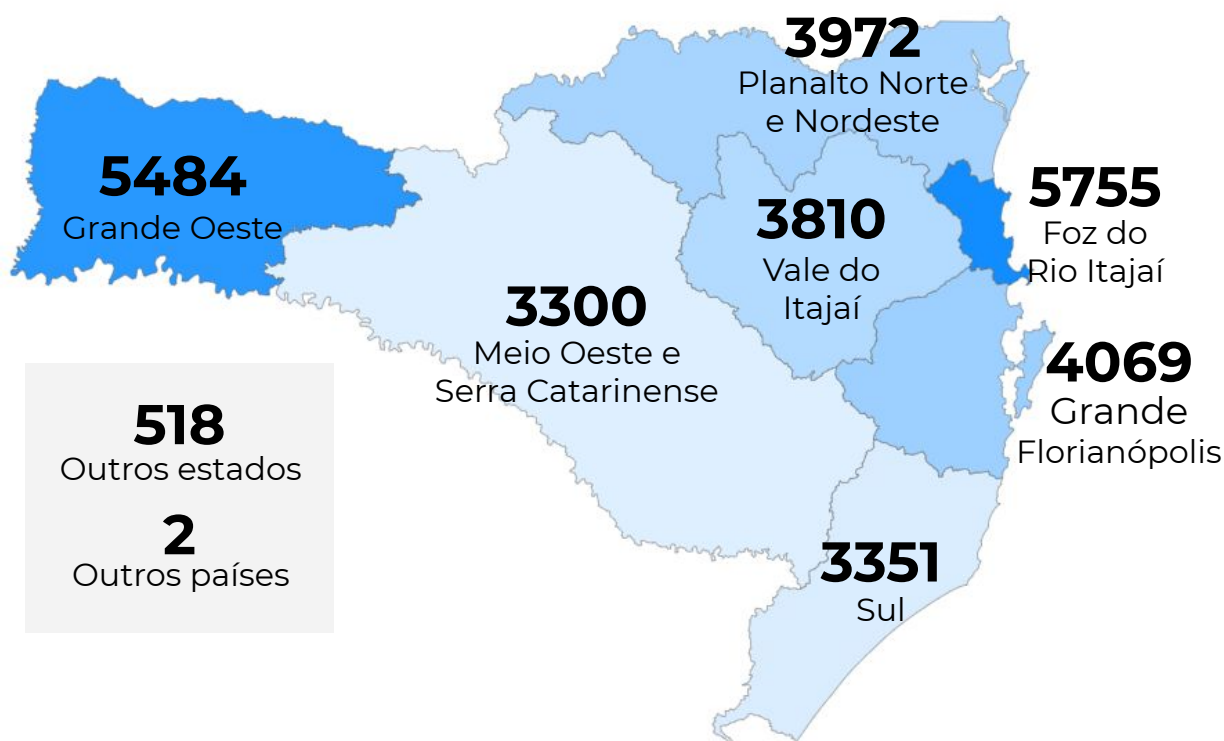 3972
Planalto Norte
e Nordeste
5484
Grande Oeste
5755
Foz do
Rio Itajaí
3810
Vale do
Itajaí
3300
Meio Oeste e
Serra Catarinense
4069
Grande
Florianópolis
518
Outros estados
2
Outros países
3351
Sul